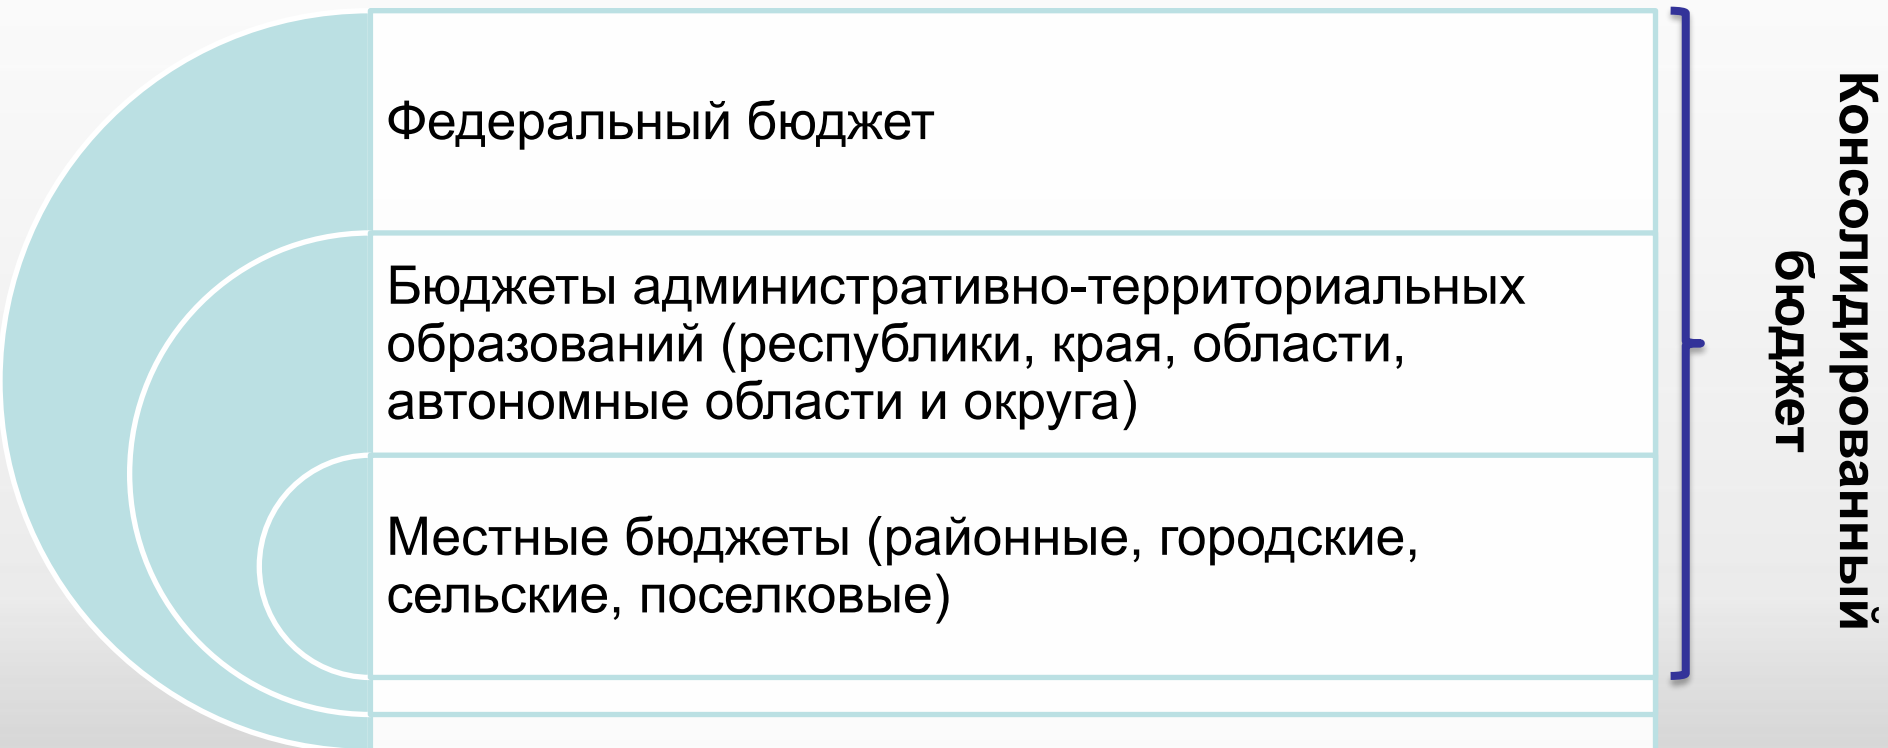 Федеральный бюджет
Бюджеты административно-территориальных
образований (республики, края, области,
автономные области и округа)
Местные бюджеты (районные, городские,
сельские, поселковые)
Консолидированный
бюджет